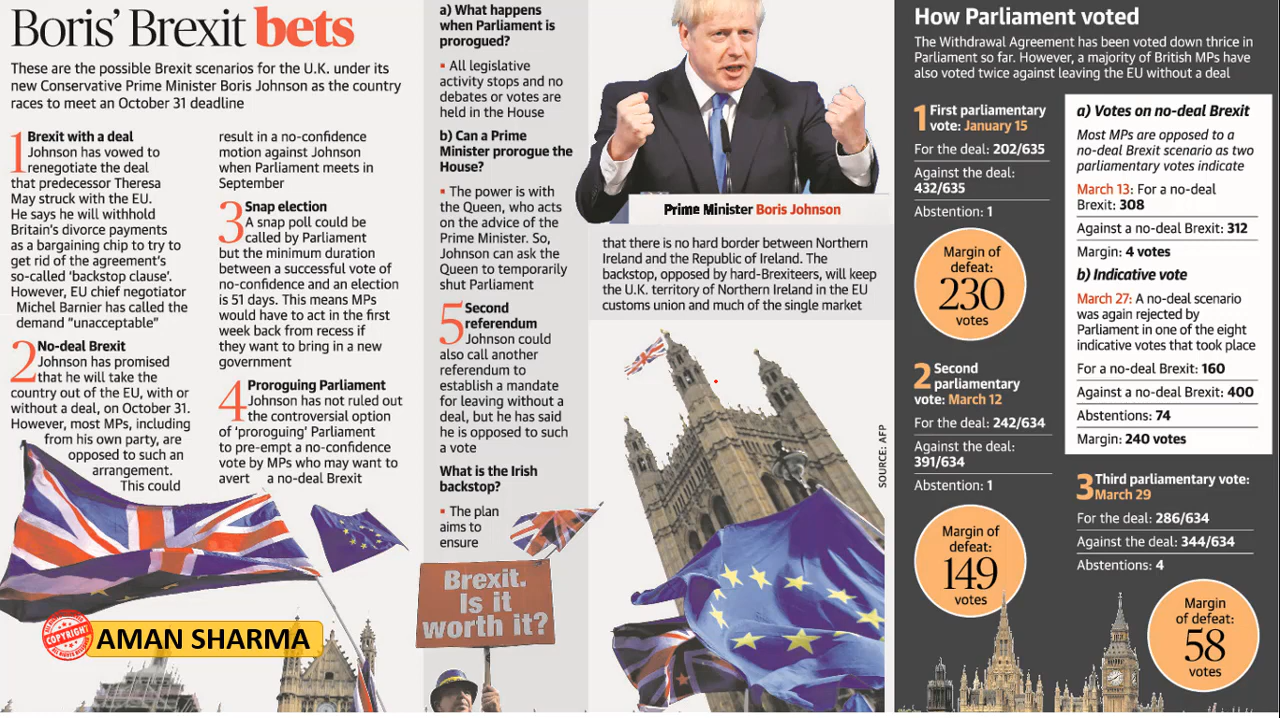 Boris' Brexit bets
These are the possible Brexit scenarios for the U.K. under its
new Conservative Prime Minister Boris Johnson as the country
races to meet an October 31 deadline
1 Brexit with a deal
Johnson has vowed to
renegotiate the deal
that predecessor Theresa
May struck with the EU.
He says he will withhold
Britain's divorce payments
as a bargaining chip to try to
get rid of the agreement's
so-called 'backstop clause'.
However, EU chief negotiator
Michel Barnier has called the
demand "unacceptable"
2 No-deal Brexit
Johnson has promised
that he will take the
country out of the EU, with or
without a deal, on October 31.
However, most MPs, including
from his own party, are
opposed to such an
arrangement.
This could
result in a no-confidence
motion against Johnson
when Parliament meets in
September
3 Snap election
A snap poll could be
called by Parliament
but the minimum duration
between a successful vote of
no-confidence and an election
is 51 days. This means MPs
would have to act in the first
week back from recess if
they want to bring in a new
government
4 Proroguing Parliament
Johnson has not ruled out
the controversial option
of 'proroguing' Parliament
to pre-empt a no-confidence
vote by MPs who may want to
avert a no-deal Brexit
a) What happens
when Parliament is
prorogued?
▪ All legislative
activity stops and no
debates or votes are
held in the House
b) Can a Prime
Minister prorogue the
House?
▪ The power is with
the Queen, who acts
on the advice of the
Prime Minister. So,
Johnson can ask the
Queen to temporarily
shut Parliament
5 Second
referendum
Johnson could
also call another
referendum to
establish a mandate
for leaving without a
deal, but he has said
he is opposed to such
a vote
What is the Irish
backstop?
▪ The plan
aims to
ensure
Prime Minister Boris Johnson
that there is no hard border between Northern
Ireland and the Republic of Ireland. The
backstop, opposed by hard-Brexiteers, will keep
the U.K. territory of Northern Ireland in the EU
customs union and much of the single market
Brexit.
Is it
worth it?
SOURCE: AFP
COPYRIGHT
AMAN SHARMA
How Parliament voted
The Withdrawal Agreement has been voted down thrice in
Parliament so far. However, a majority of British MPs have
also voted twice against leaving the EU without a deal
1 First parliamentary
vote: January 15
For the deal: 202/635
Against the deal:
432/635
Abstention: 1
Margin of
defeat:
230
votes
2 Second
parliamentary
vote: March 12
For the deal: 242/634
Against the deal:
391/634
Abstention: 1
Margin of
defeat:
149
votes
a) Votes on no-deal Brexit
Most MPs are opposed to a
no-deal Brexit scenario as two
parliamentary votes indicate
March 13: For a no-deal
Brexit: 308
Against a no-deal Brexit: 312
Margin: 4 votes
b) Indicative vote
March 27: A no-deal scenario
was again rejected by
Parliament in one of the eight
indicative votes that took place
For a no-deal Brexit: 160
Against a no-deal Brexit: 400
Abstentions: 74
Margin: 240 votes
3 Third parliamentary vote:
March 29
For the deal: 286/634
Against the deal: 344/634
Abstentions: 4
Margin
of defeat:
58
votes